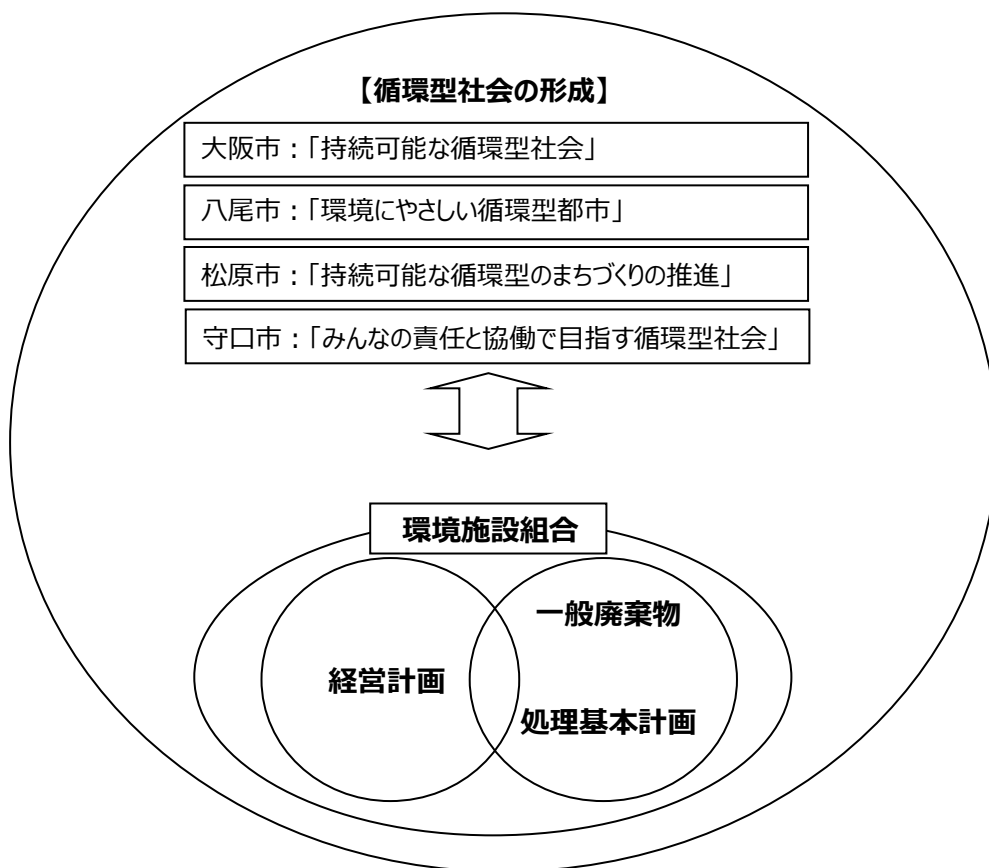 【循環型社会の形成】
大阪市：「持続可能な循環型社会」
八尾市：「環境にやさしい循環型都市」
松原市：「持続可能な循環型のまちづくりの推進」
守口市：「みんなの責任と協働で目指す循環型社会」
環境施設組合
経営計画
一般廃棄物
処理基本計画